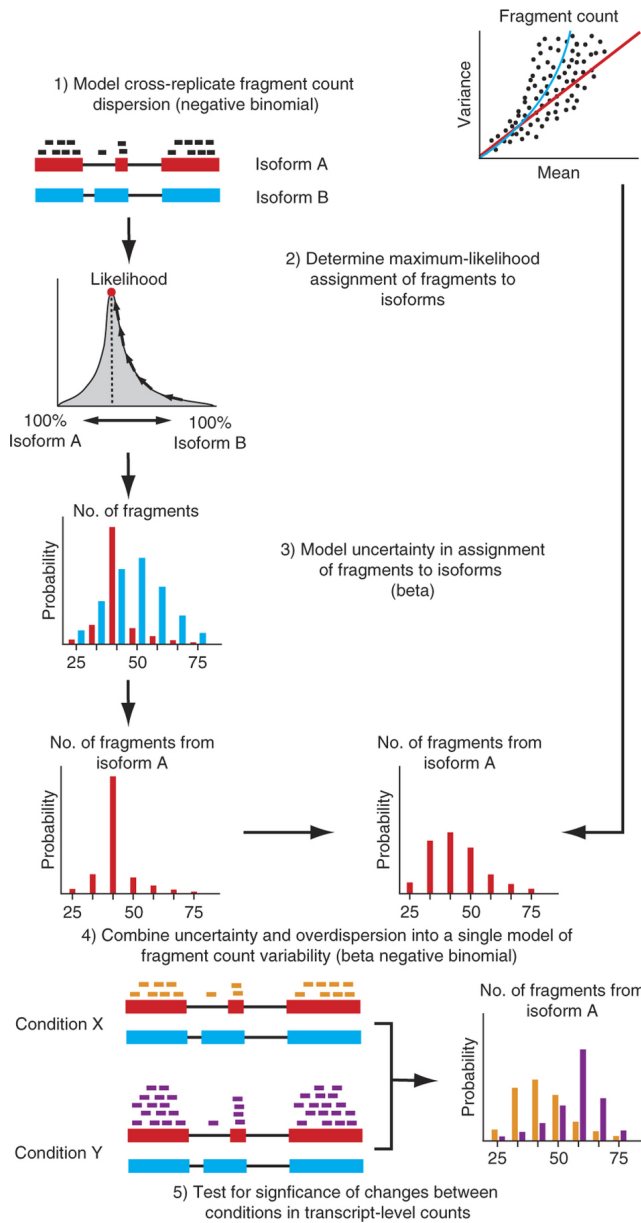 Fragment count
Variance
Mean
1) Model cross-replicate fragment count
dispersion (negative binomial)
Isoform A
Isoform B
2) Determine maximum-likelihood
assignment of fragments to
isoforms
Likelihood
100%
Isoform A
100%
Isoform B
No. of fragments
Probability
25
50
75
3) Model uncertainty in assignment
of fragments to isoforms
(beta)
No. of fragments from
isoform A
Probability
25
50
75
No. of fragments from
isoform A
Probability
25
50
75
4) Combine uncertainty and overdispersion into a single model of
fragment count variability (beta negative binomial)
Condition X
Condition Y
No. of fragments from
isoform A
Probability
25
50
75
5) Test for signficance of changes between
conditions in transcript-level counts